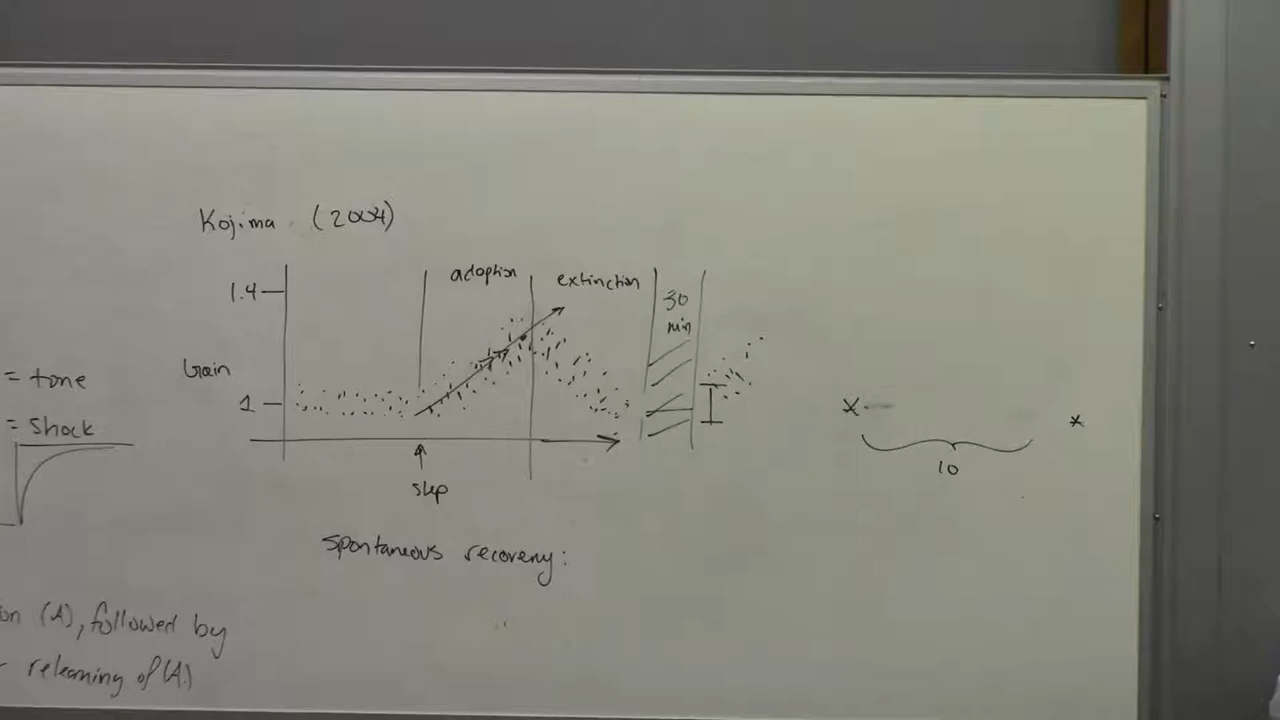 Kojima (2004)
adoption
extinction
1.4
30
min
Gain
= tone
1
= shock
10
step
spontaneous recovery:
(A), followed by
relearning of (A)